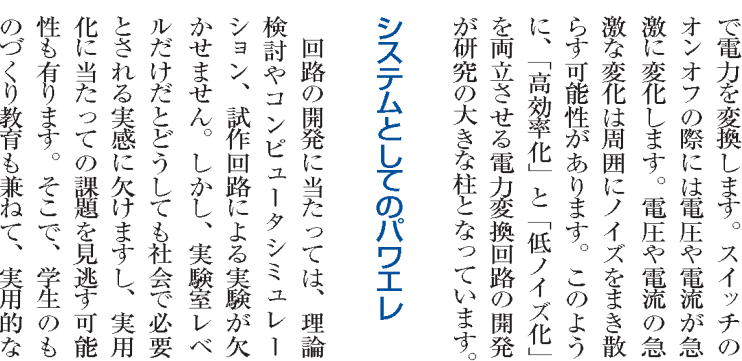 で電力を変換します。スイッチの
オンオフの際には電圧や電流が急
激に変化します。電圧や電流の急
激な変化は周囲にノイズをまき散
らす可能性があります。このよう
に、「高効率化」と「低ノイズ化」
を両立させる電力変換回路の開発
が研究の大きな柱となっています。
システムとしてのパワエレ
回路の開発に当たっては、理論
検討やコンピュータシミュレー
ション、試作回路による実験が欠
かせません。しかし、実験室レベ
ルだけだとどうしても社会で必要
とされる実感に欠けますし、実用
化に当たっての課題を見逃す可能
性も有ります。そこで、学生のも
のづくり教育も兼ねて、実用的な